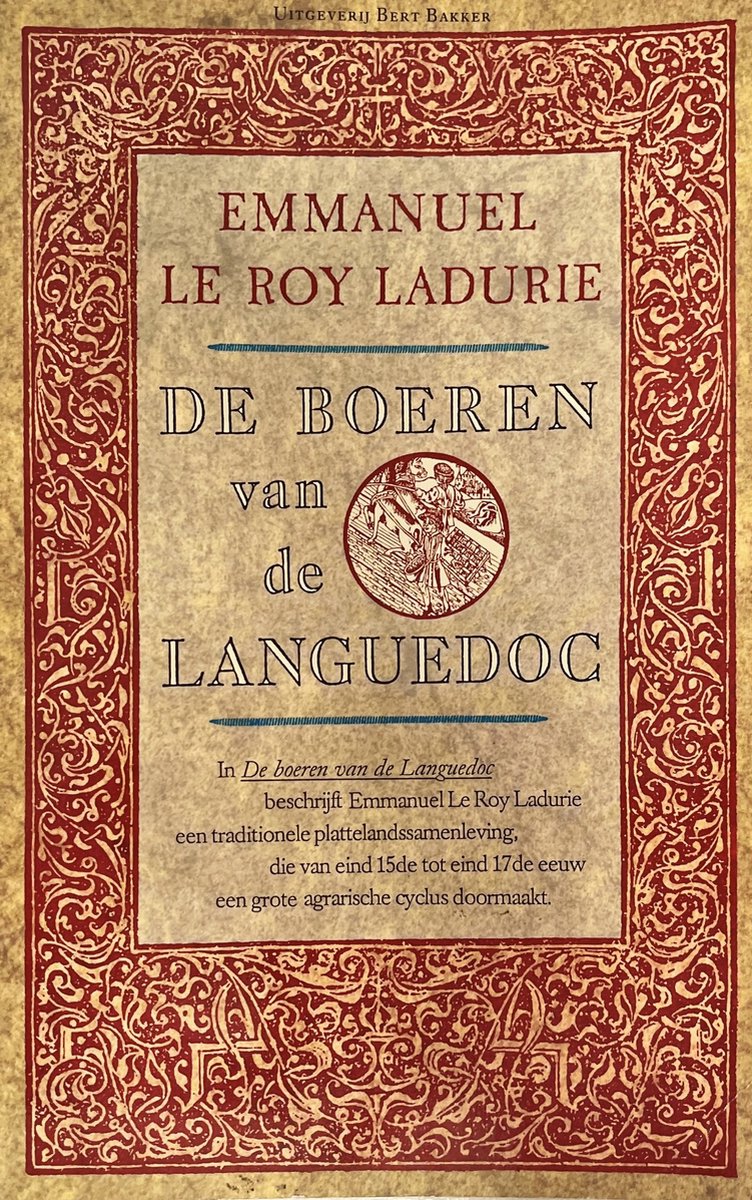 UITGEVERIJ BERT BAKKER
EMMANUEL
LE ROY LADURIE
DE BOEREN
van
de
LANGUEDOC
In De boeren van de Languedoc
beschrijft Emmanuel Le Roy Ladurie
een traditionele plattelandssamenleving,
die van eind 15de tot eind 17de eeuw
een grote agrarische cyclus doormaakt.